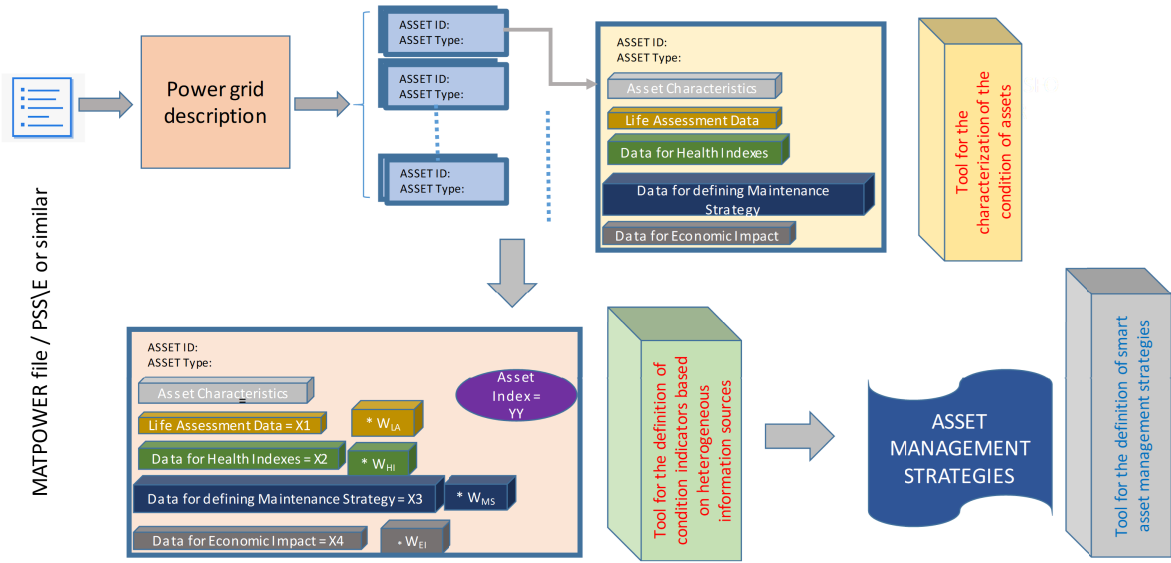 MATPOWER file / PSS\E or similar
Power grid
description
ASSET ID:
ASSET Type:
ASSET ID:
ASSET Type:
ASSET ID:
ASSET Type:
ASSET ID:
ASSET Type:
Asset Characteristics
Life Assessment Data
Data for Health Indexes
Data for defining Maintenance
Strategy
Data for Economic Impact
Tool for the
characterization of the
condition of assets
ASSET ID:
ASSET Type:
Asset Characteristics
=
Asset
Index =
YY
Life Assessment Data = X1
* WLA
Data for Health Indexes = X2
* WHI
Data for defining Maintenance Strategy = X3
* WMS
Data for Economic Impact = X4
* WEI
Tool for the definition of
condition indicators based
on heterogeneous
information sources
ASSET
MANAGEMENT
STRATEGIES
Tool for the definition of smart
asset management strategies